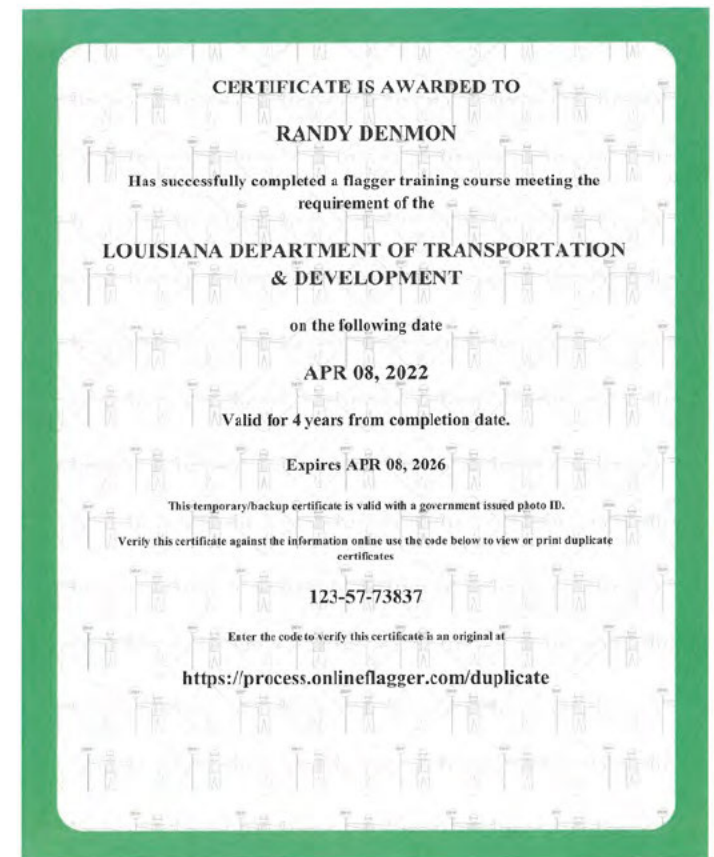 CERTIFICATE IS AWARDED TO
RANDY DENMON
Has successfully completed a flagger training course meeting the
requirement of the
LOUISIANA DEPARTMENT OF TRANSPORTATION
& DEVELOPMENT
on the following date
APR 08, 2022
Valid for 4 years from completion date.
Expires APR 08, 2026
This temporary/backup certificate is valid with a government issued photo ID.
Verify this certificate against the information online use the code below to view or print duplicate
certificates
123-57-73837
Enter the code to verify this certificate is an original at
https://process.onlineflagger.com/duplicate